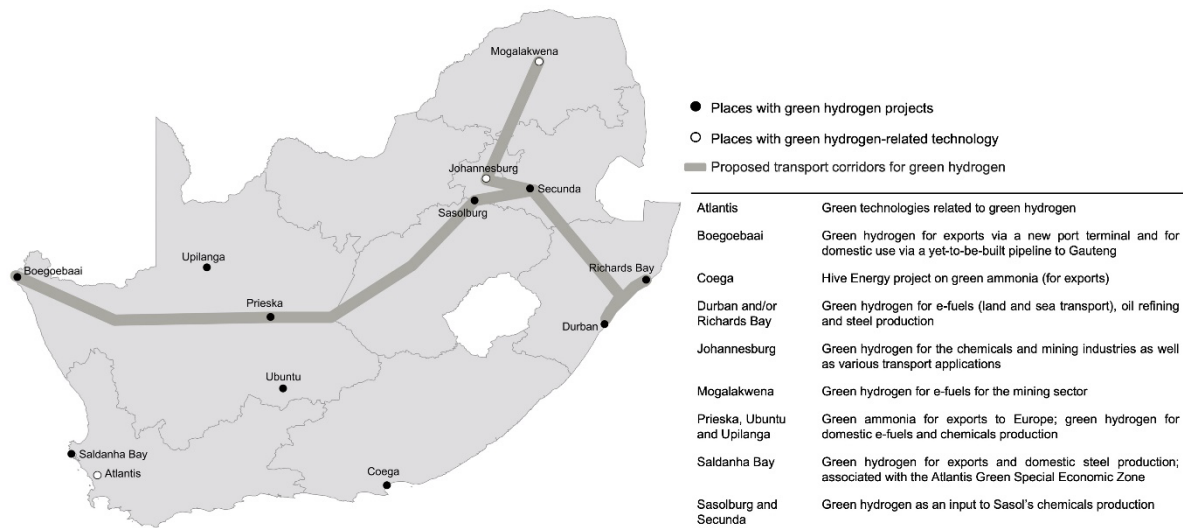 Mogalakwena
Johannesburg
Secunda
Sasolburg
Upilanga
Boegoebaai
Richards Bay
Prieska
Durban
Ubuntu
Saldanha Bay
Atlantis
Coega
Places with green hydrogen projects
Places with green hydrogen-related technology
Proposed transport corridors for green hydrogen
Atlantis Green technologies related to green hydrogen
Boegoebaai Green hydrogen for exports via a new port terminal and for
domestic use via a yet-to-be-built pipeline to Gauteng
Coega Hive Energy project on green ammonia (for exports)
Durban and/or Green hydrogen for e-fuels (land and sea transport), oil refining
Richards Bay and steel production
Johannesburg Green hydrogen for the chemicals and mining industries as well
as various transport applications
Mogalakwena Green hydrogen for e-fuels for the mining sector
Prieska, Ubuntu Green ammonia for exports to Europe; green hydrogen for
and Upilanga domestic e-fuels and chemicals production
Saldanha Bay Green hydrogen for exports and domestic steel production;
associated with the Atlantis Green Special Economic Zone
Sasolburg and Green hydrogen as an input to Sasol's chemicals production
Secunda